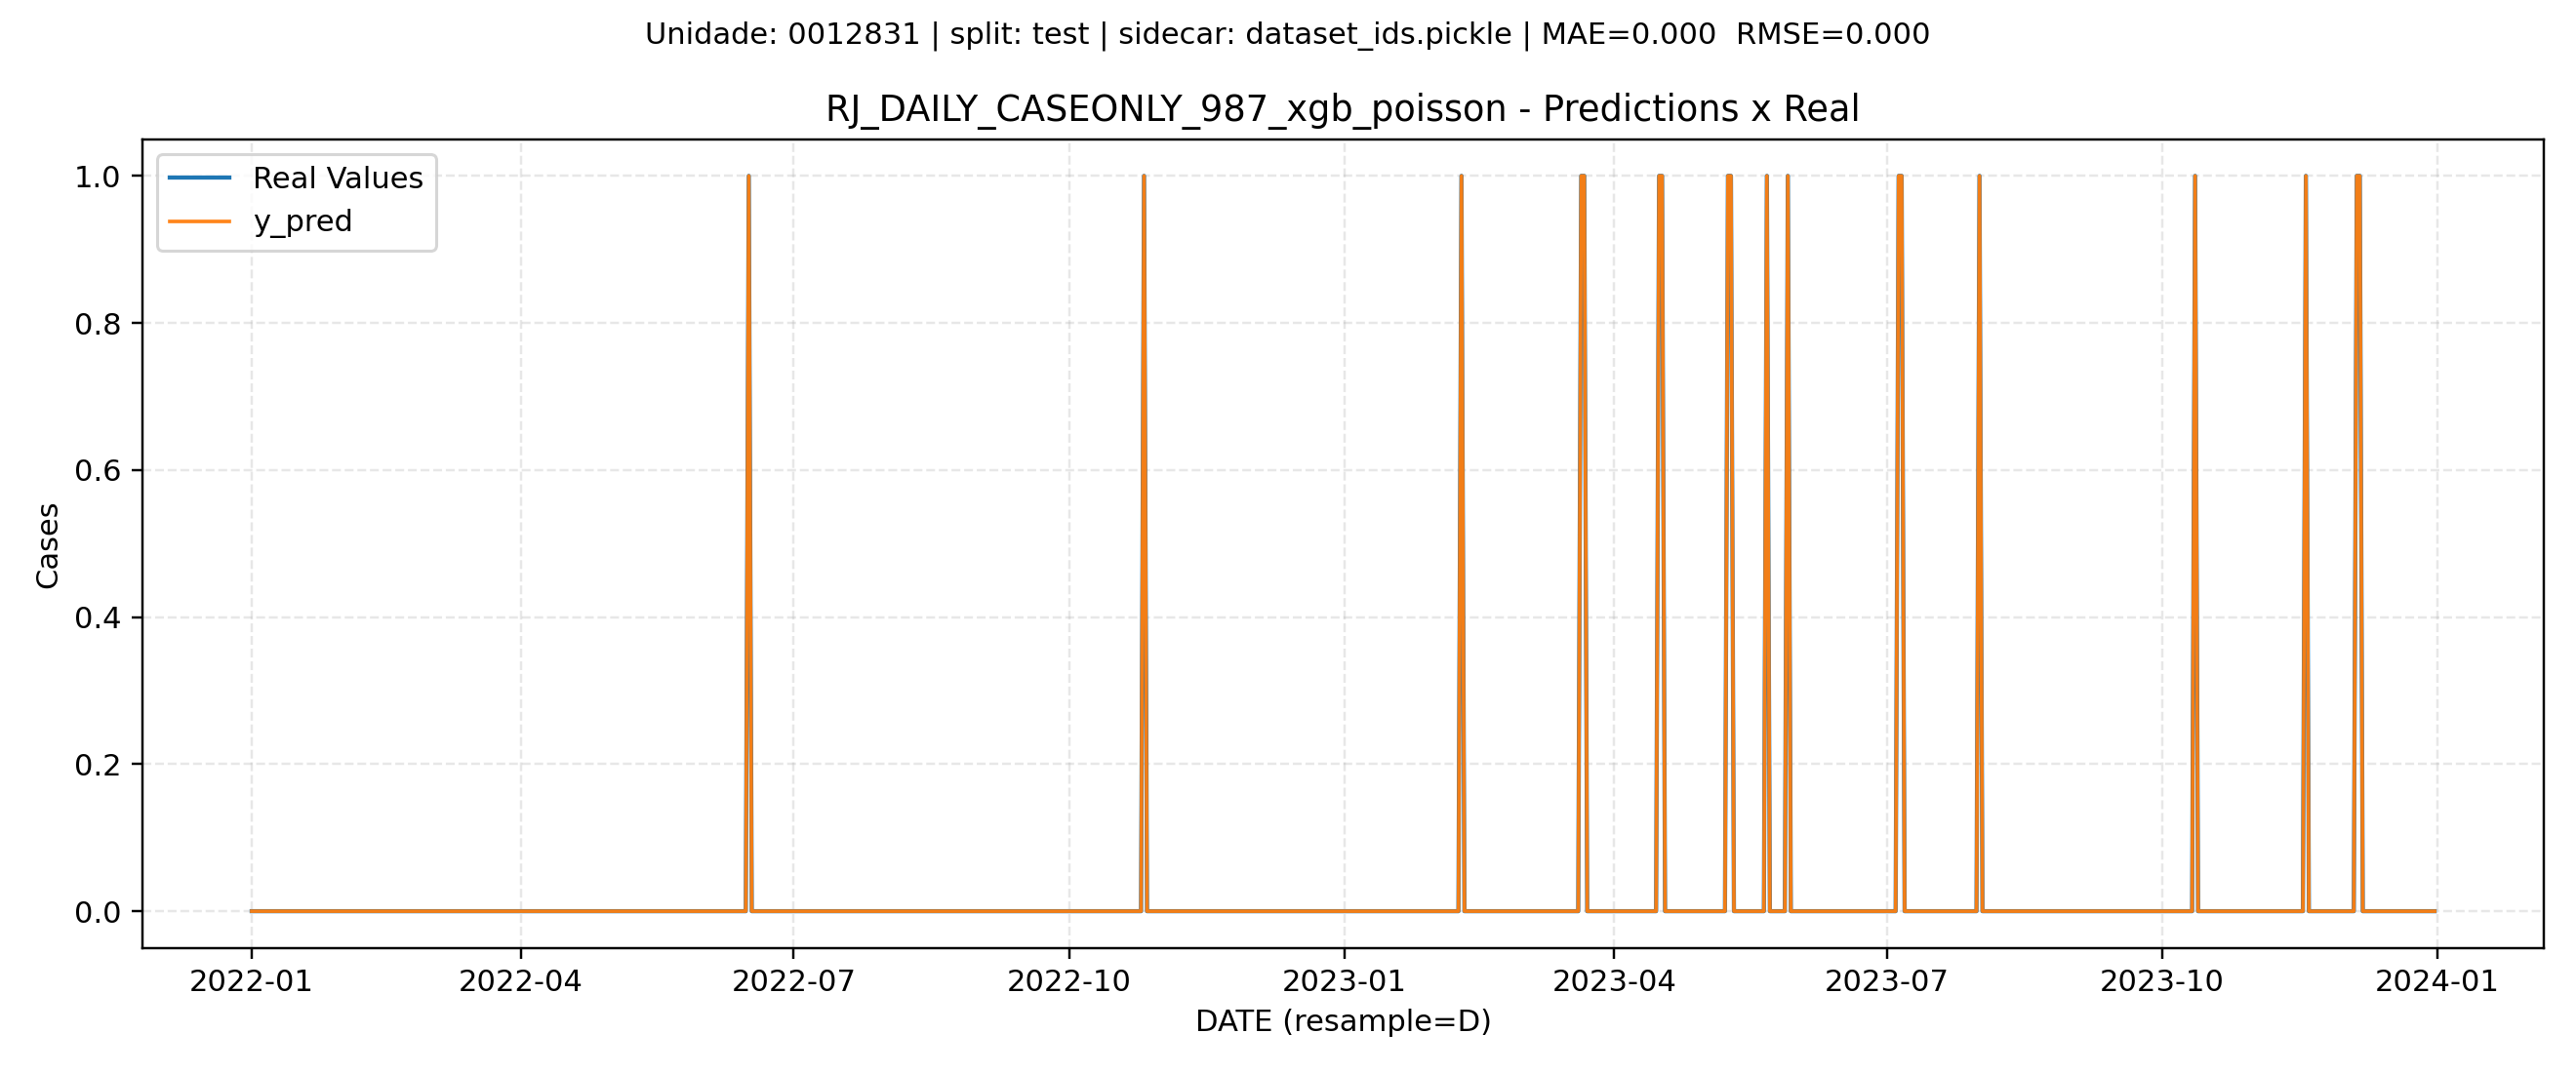 Unidade: 0012831 | split: test | sidecar: dataset_ids.pickle | MAE=0.000  RMSE=0.000
RJ_DAILY_CASEONLY_987_xgb_poisson - Predictions x Real
Real Values
y_pred
1.0
0.8
0.6
0.4
0.2
0.0
Cases
2022-01
2022-04
2022-07
2022-10
2023-01
2023-04
2023-07
2023-10
2024-01
DATE (resample=D)